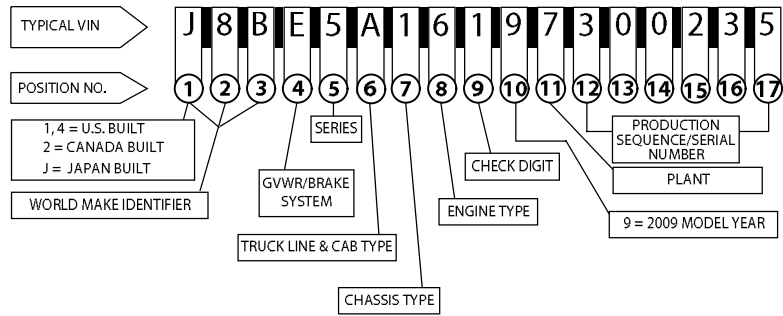 TYPICAL VIN
J 8 B E 5 A 1 6 1 9 7 3 0 0 2 3 5
POSITION NO.
1 2 3 4 5 6 7 8 9 10 11 12 13 14 15 16 17
1, 4 = U.S. BUILT
2 = CANADA BUILT
J = JAPAN BUILT
WORLD MAKE IDENTIFIER
SERIES
GVWR/BRAKE
SYSTEM
TRUCK LINE & CAB TYPE
CHASSIS TYPE
ENGINE TYPE
CHECK DIGIT
PRODUCTION
SEQUENCE/SERIAL
NUMBER
PLANT
9 = 2009 MODEL YEAR